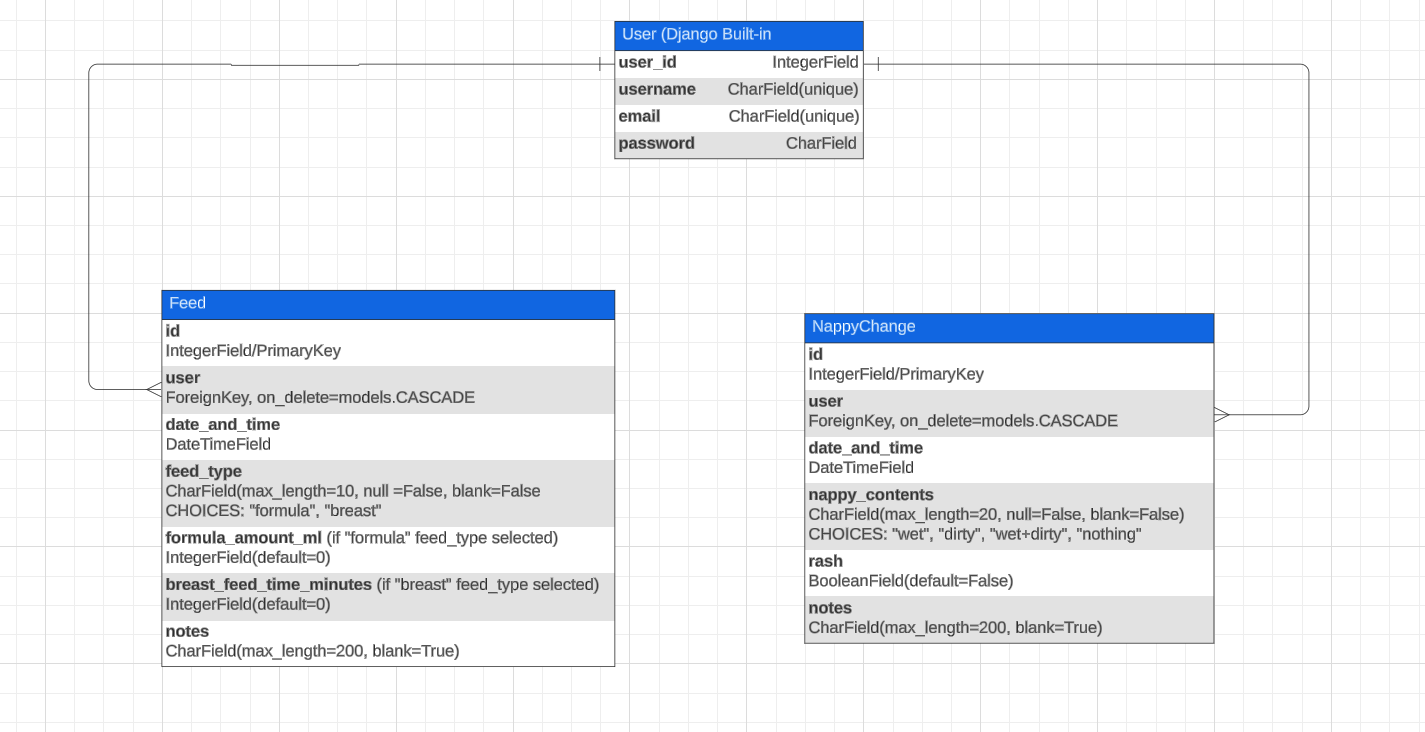 User (Django Built-in
user_id IntegerField
username CharField(unique)
email CharField(unique)
password CharField
Feed
id
IntegerField/PrimaryKey
user
ForeignKey, on_delete=models.CASCADE
date_and_time
DateTimeField
feed_type
CharField(max_length=10, null =False, blank=False
CHOICES: "formula", "breast"
formula_amount_ml (if "formula" feed_type selected)
IntegerField(default=0)
breast_feed_time_minutes (if "breast" feed_type selected)
IntegerField(default=0)
notes
CharField(max_length=200, blank=True)
NappyChange
id
IntegerField/PrimaryKey
user
ForeignKey, on_delete=models.CASCADE
date_and_time
DateTimeField
nappy_contents
CharField(max_length=20, null=False, blank=False)
CHOICES: "wet", "dirty", "wet+dirty", "nothing"
rash
BooleanField(default=False)
notes
CharField(max_length=200, blank=True)